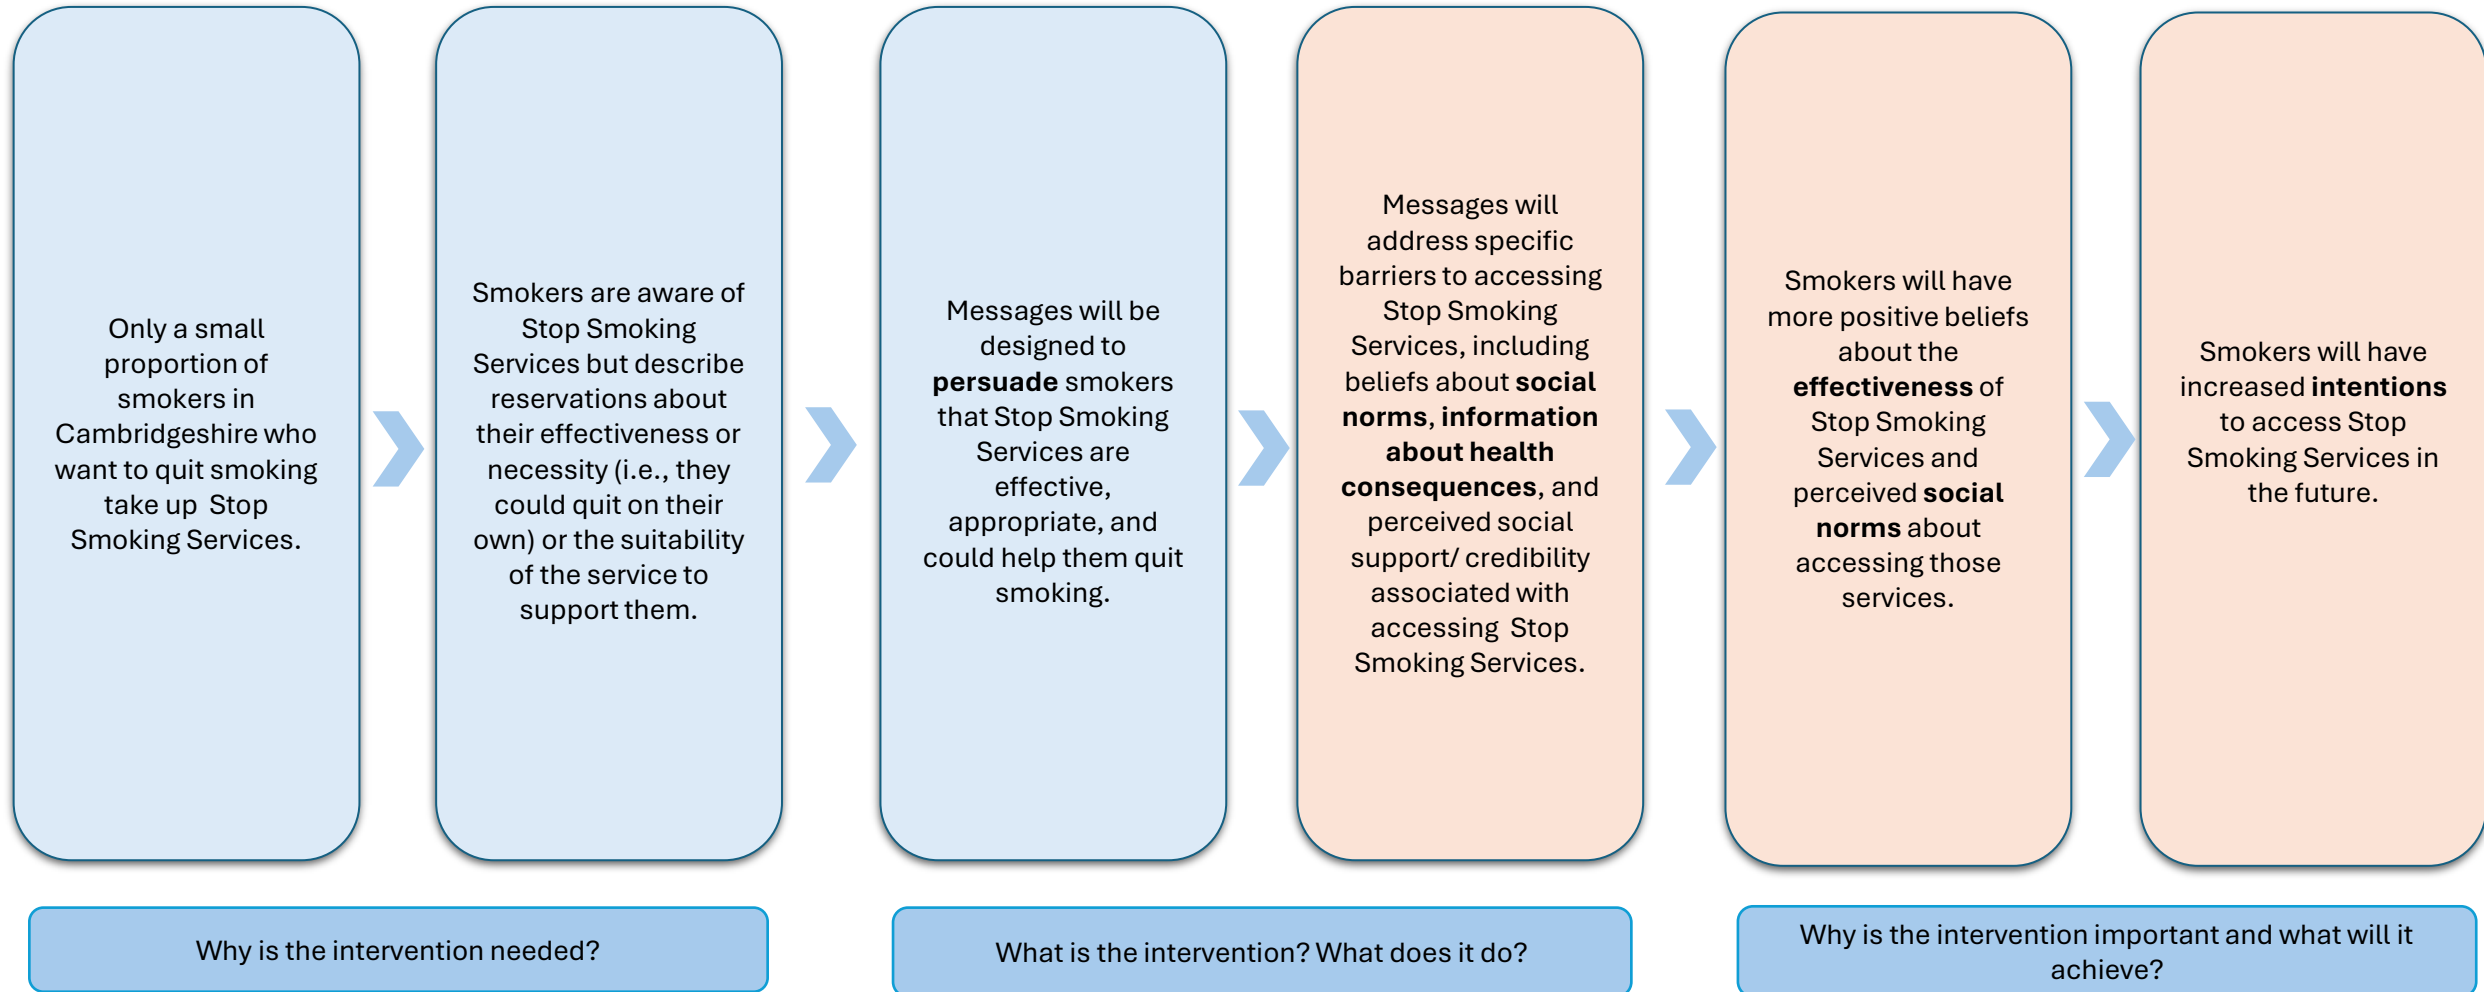 Only a small
proportion of
smokers in
Cambridgeshire who
want to quit smoking
take up  Stop
Smoking Services.
Smokers are aware of
Stop Smoking
Services but describe
reservations about
their effectiveness or
necessity (i.e., they
could quit on their
own) or the suitability
of the service to
support them.
Messages will be
designed to
persuade smokers
that Stop Smoking
Services are
effective,
appropriate, and
could help them quit
smoking.
Messages will
address specific
barriers to accessing
Stop Smoking
Services, including
beliefs about social
norms, information
about health
consequences, and
perceived social
support/ credibility
associated with
accessing  Stop
Smoking Services.
Smokers will have
more positive beliefs
about the
effectiveness of
Stop Smoking
Services and
perceived social
norms about
accessing those
services.
Smokers will have
increased intentions
to access Stop
Smoking Services in
the future.
Why is the intervention needed?
What is the intervention? What does it do?
Why is the intervention important and what will it
achieve?